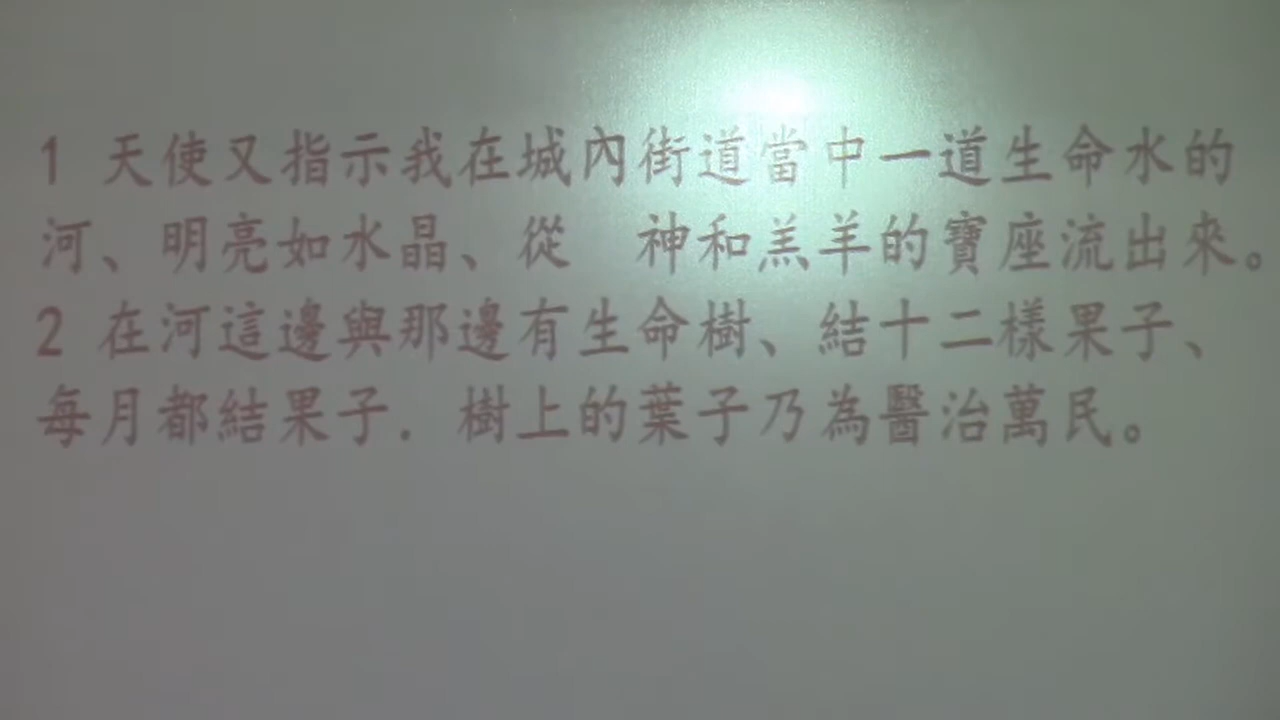 1 天使又指示我在城內街道當中一道生命水的
河、明亮如水晶、從　神和羔羊的寶座流出來。
2 在河這邊與那邊有生命樹、結十二樣果子、
每月都結果子．樹上的葉子乃為醫治萬民。